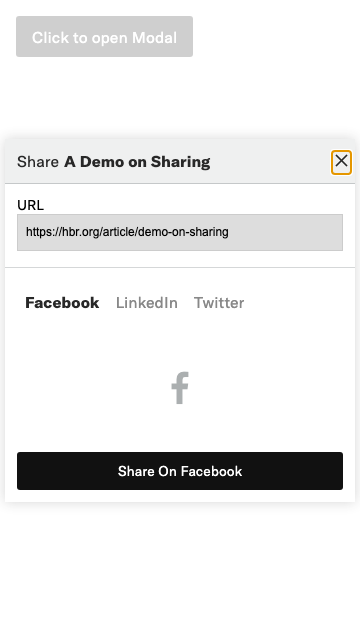 Click to open Modal
Share A Demo on Sharing
URL
https://hbr.org/article/demo-on-sharing
Facebook LinkedIn Twitter
Share On Facebook